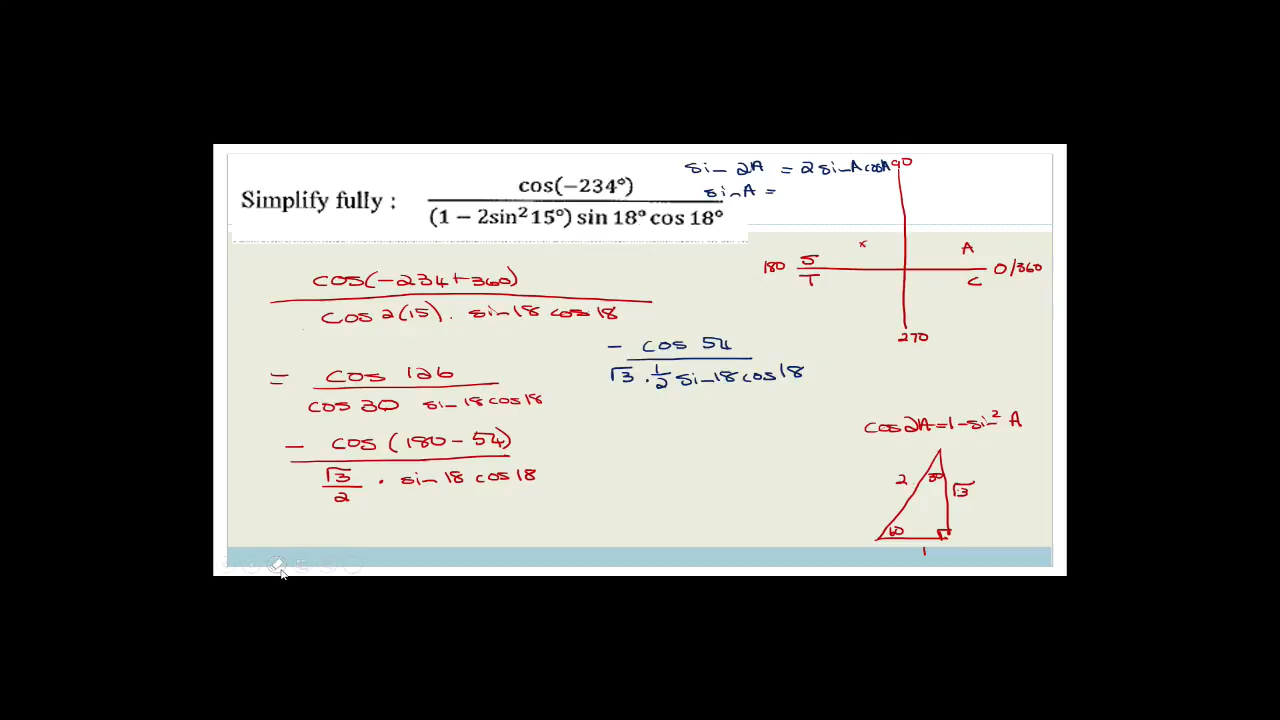 Simplify fully :
cos(−234°)
(1 − 2sin²15°) sin 18° cos 18°
sin 2A = 2 sin A cos A
sin A =
90
180 S A 0/360
T C
270
x
cos(−234+360)
cos 2(15) . sin 18 cos 18
= cos 126
cos 30 sin 18 cos 18
− cos (180 − 54)
√3/2 . sin 18 cos 18
− cos 54
√3 . 1/2 sin 18 cos 18
cos 2A = 1 − sin² A
2 30 √3
60
1